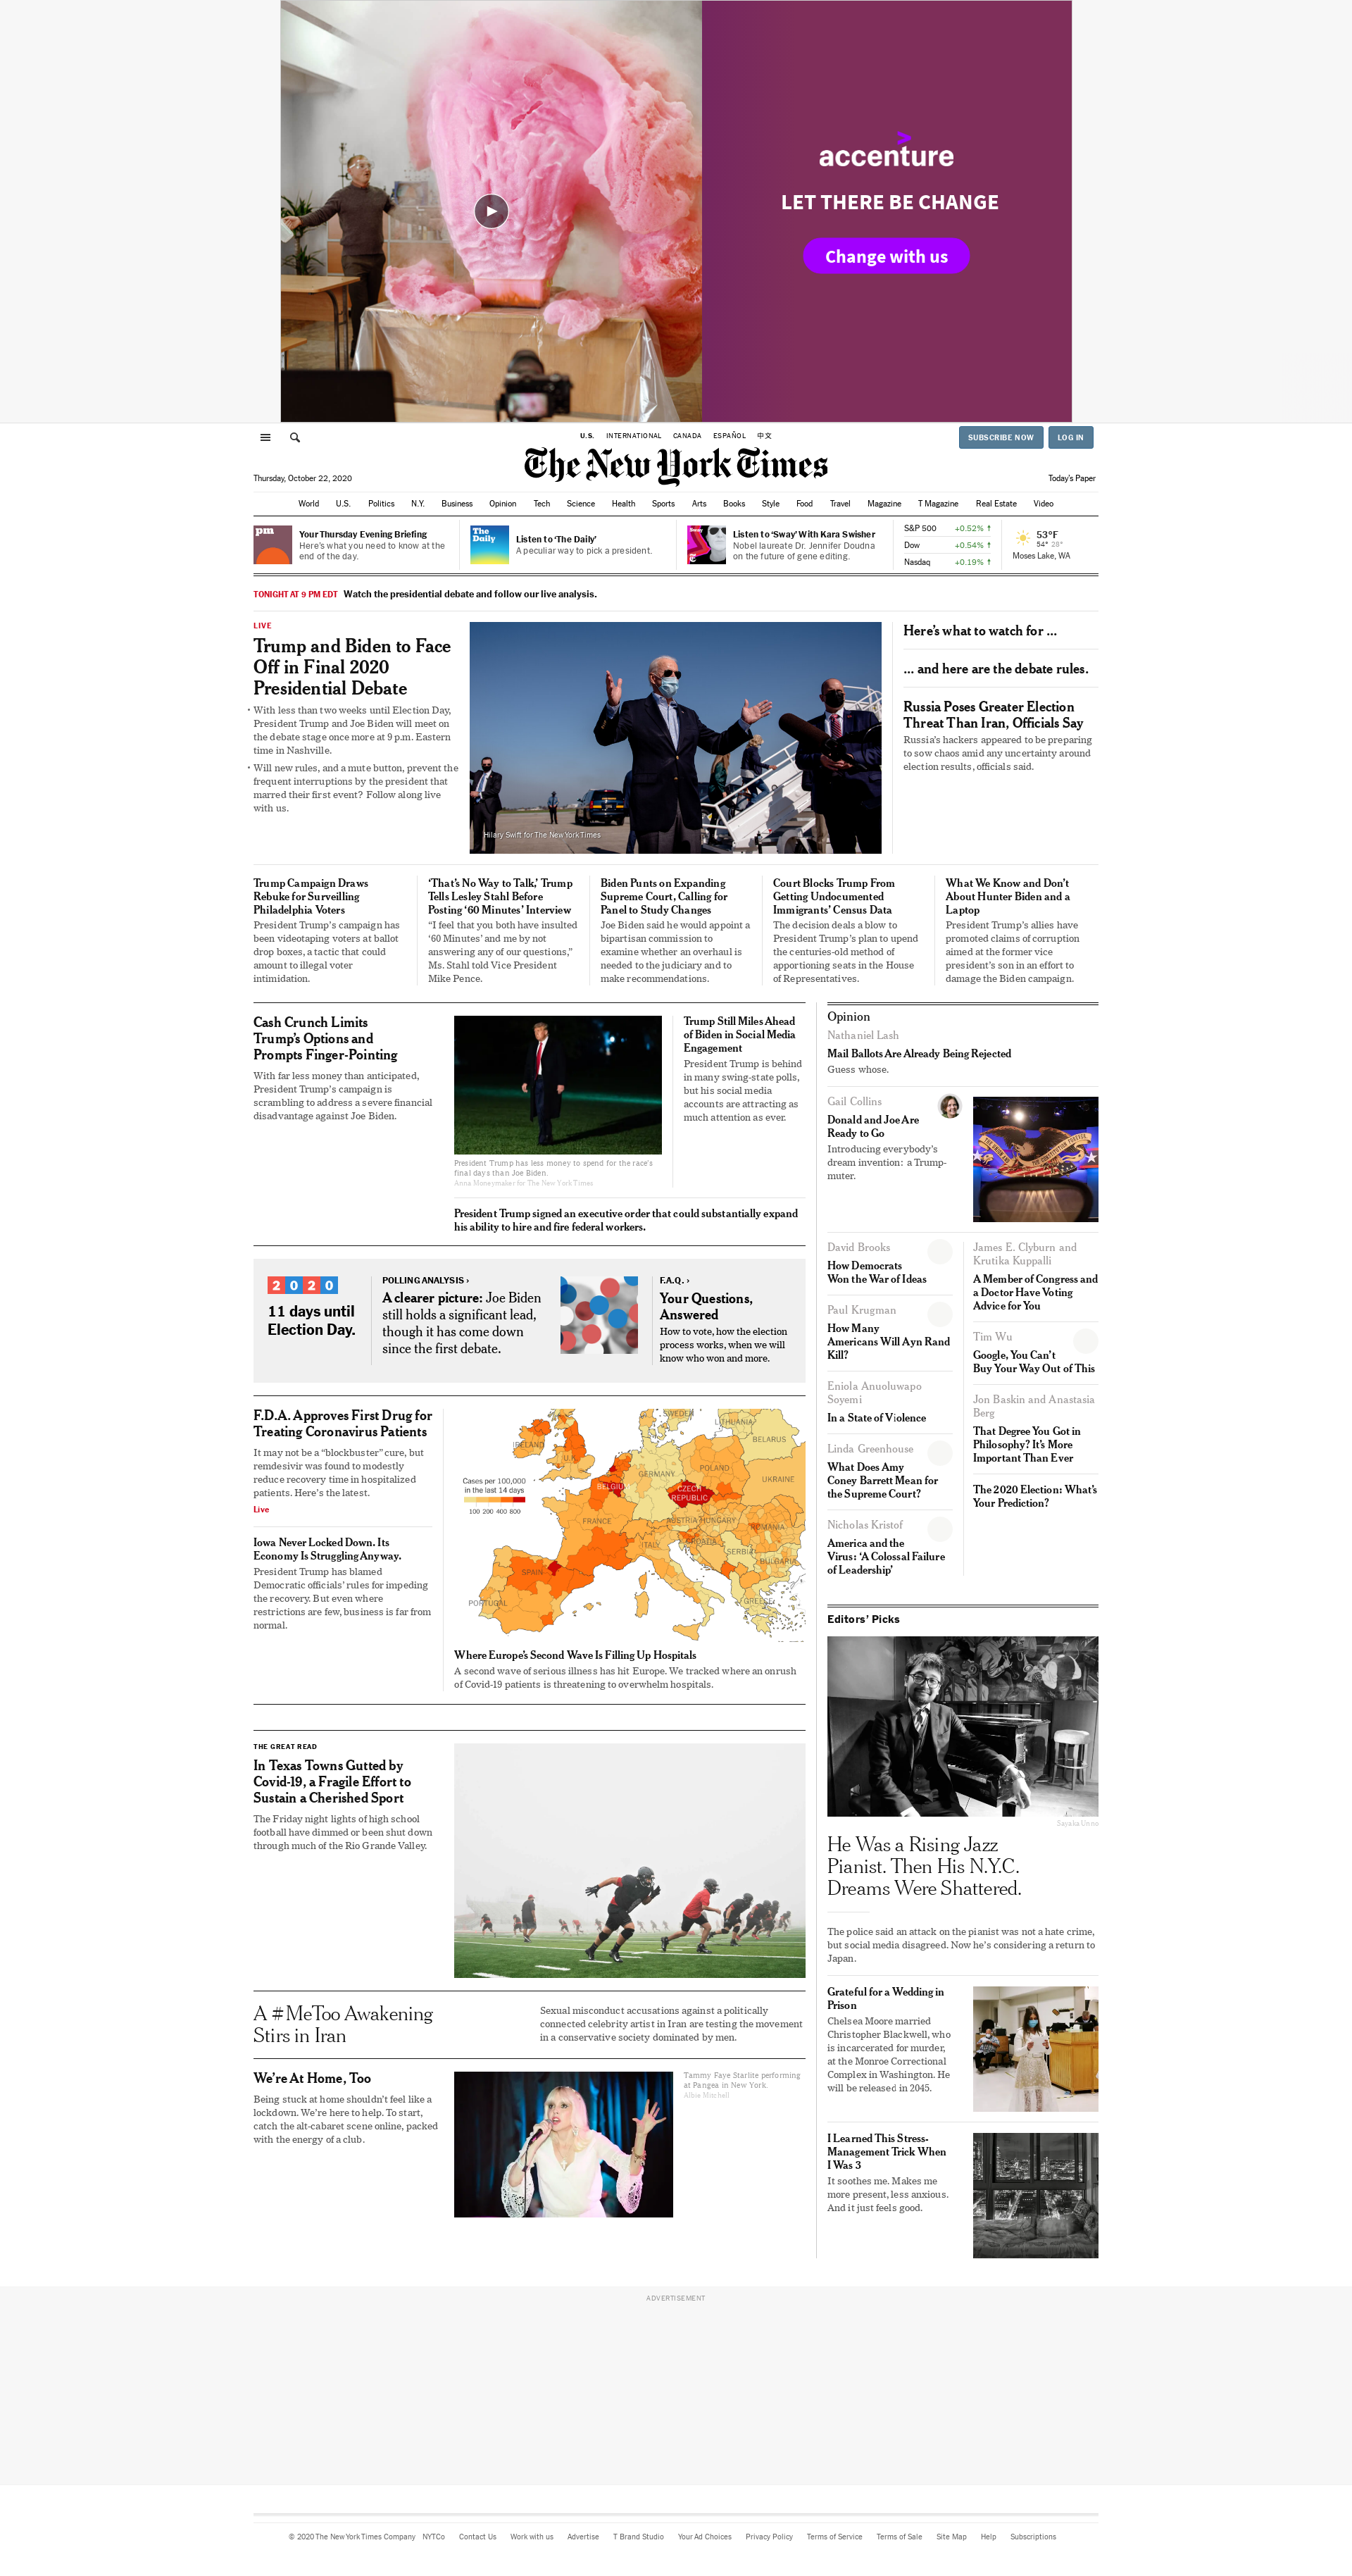 accenture
LET THERE BE CHANGE
Change with us
U.S. INTERNATIONAL CANADA ESPAÑOL 中文
SUBSCRIBE NOW LOG IN
The New York Times
Thursday, October 22, 2020
Today's Paper
World U.S. Politics N.Y. Business Opinion Tech Science Health Sports Arts Books Style Food Travel Magazine T Magazine Real Estate Video
pm
Your Thursday Evening Briefing
Here's what you need to know at the
end of the day.
The
Daily
Listen to 'The Daily'
A peculiar way to pick a president.
Listen to 'Sway' With Kara Swisher
Nobel laureate Dr. Jennifer Doudna
on the future of gene editing.
S&P 500 +0.52% ↑
Dow +0.54% ↑
Nasdaq +0.19% ↑
53°F
54° 28°
Moses Lake, WA
TONIGHT AT 9 PM EDT Watch the presidential debate and follow our live analysis.
LIVE
Trump and Biden to Face
Off in Final 2020
Presidential Debate
• With less than two weeks until Election Day,
President Trump and Joe Biden will meet on
the debate stage once more at 9 p.m. Eastern
time in Nashville.
• Will new rules, and a mute button, prevent the
frequent interruptions by the president that
marred their first event? Follow along live
with us.
Hilary Swift for The New York Times
Here's what to watch for ...
... and here are the debate rules.
Russia Poses Greater Election
Threat Than Iran, Officials Say
Russia's hackers appeared to be preparing
to sow chaos amid any uncertainty around
election results, officials said.
Trump Campaign Draws
Rebuke for Surveilling
Philadelphia Voters
President Trump's campaign has
been videotaping voters at ballot
drop boxes, a tactic that could
amount to illegal voter
intimidation.
'That's No Way to Talk,' Trump
Tells Lesley Stahl Before
Posting '60 Minutes' Interview
"I feel that you both have insulted
'60 Minutes' and me by not
answering any of our questions,"
Ms. Stahl told Vice President
Mike Pence.
Biden Punts on Expanding
Supreme Court, Calling for
Panel to Study Changes
Joe Biden said he would appoint a
bipartisan commission to
examine whether an overhaul is
needed to the judiciary and to
make recommendations.
Court Blocks Trump From
Getting Undocumented
Immigrants' Census Data
The decision deals a blow to
President Trump's plan to upend
the centuries-old method of
apportioning seats in the House
of Representatives.
What We Know and Don't
About Hunter Biden and a
Laptop
President Trump's allies have
promoted claims of corruption
aimed at the former vice
president's son in an effort to
damage the Biden campaign.
Cash Crunch Limits
Trump's Options and
Prompts Finger-Pointing
With far less money than anticipated,
President Trump's campaign is
scrambling to address a severe financial
disadvantage against Joe Biden.
President Trump has less money to spend for the race's
final days than Joe Biden.
Anna Moneymaker for The New York Times
Trump Still Miles Ahead
of Biden in Social Media
Engagement
President Trump is behind
in many swing-state polls,
but his social media
accounts are attracting as
much attention as ever.
President Trump signed an executive order that could substantially expand
his ability to hire and fire federal workers.
2020
11 days until
Election Day.
POLLING ANALYSIS ›
A clearer picture: Joe Biden
still holds a significant lead,
though it has come down
since the first debate.
F.A.Q. ›
Your Questions,
Answered
How to vote, how the election
process works, when we will
know who won and more.
F.D.A. Approves First Drug for
Treating Coronavirus Patients
It may not be a "blockbuster" cure, but
remdesivir was found to modestly
reduce recovery time in hospitalized
patients. Here's the latest.
Live
Iowa Never Locked Down. Its
Economy Is Struggling Anyway.
President Trump has blamed
Democratic officials' rules for impeding
the recovery. But even where
restrictions are few, business is far from
normal.
SWEDEN
LITHUANIA
IRELAND
BELARUS
U.K.
GERMANY
POLAND
UKRAINE
BELGIUM
CZECH
REPUBLIC
Cases per 100,000
in the last 14 days
100 200 400 800
FRANCE
AUSTRIA
HUNGARY
ROMANIA
ITALY
CROATIA
SERBIA
BULGARIA
SPAIN
PORTUGAL
GREECE
Where Europe's Second Wave Is Filling Up Hospitals
A second wave of serious illness has hit Europe. We tracked where an onrush
of Covid-19 patients is threatening to overwhelm hospitals.
THE GREAT READ
In Texas Towns Gutted by
Covid-19, a Fragile Effort to
Sustain a Cherished Sport
The Friday night lights of high school
football have dimmed or been shut down
through much of the Rio Grande Valley.
A #MeToo Awakening
Stirs in Iran
Sexual misconduct accusations against a politically
connected celebrity artist in Iran are testing the movement
in a conservative society dominated by men.
We're At Home, Too
Being stuck at home shouldn't feel like a
lockdown. We're here to help. To start,
catch the alt-cabaret scene online, packed
with the energy of a club.
Tammy Faye Starlite performing
at Pangea in New York.
Albie Mitchell
Opinion
Nathaniel Lash
Mail Ballots Are Already Being Rejected
Guess whose.
Gail Collins
Donald and Joe Are
Ready to Go
Introducing everybody's
dream invention: a Trump-
muter.
David Brooks
How Democrats
Won the War of Ideas
Paul Krugman
How Many
Americans Will Ayn Rand
Kill?
Eniola Anuoluwapo
Soyemi
In a State of Violence
Linda Greenhouse
What Does Amy
Coney Barrett Mean for
the Supreme Court?
Nicholas Kristof
America and the
Virus: 'A Colossal Failure
of Leadership'
James E. Clyburn and
Krutika Kuppalli
A Member of Congress and
a Doctor Have Voting
Advice for You
Tim Wu
Google, You Can't
Buy Your Way Out of This
Jon Baskin and Anastasia
Berg
That Degree You Got in
Philosophy? It's More
Important Than Ever
The 2020 Election: What's
Your Prediction?
Editors' Picks
Sayaka Ueno
He Was a Rising Jazz
Pianist. Then His N.Y.C.
Dreams Were Shattered.
The police said an attack on the pianist was not a hate crime,
but social media disagreed. Now he's considering a return to
Japan.
Grateful for a Wedding in
Prison
Chelsea Moore married
Christopher Blackwell, who
is incarcerated for murder,
at the Monroe Correctional
Complex in Washington. He
will be released in 2045.
I Learned This Stress-
Management Trick When
I Was 3
It soothes me. Makes me
more present, less anxious.
And it just feels good.
ADVERTISEMENT
© 2020 The New York Times Company NYTCo Contact Us Work with us Advertise T Brand Studio Your Ad Choices Privacy Policy Terms of Service Terms of Sale Site Map Help Subscriptions